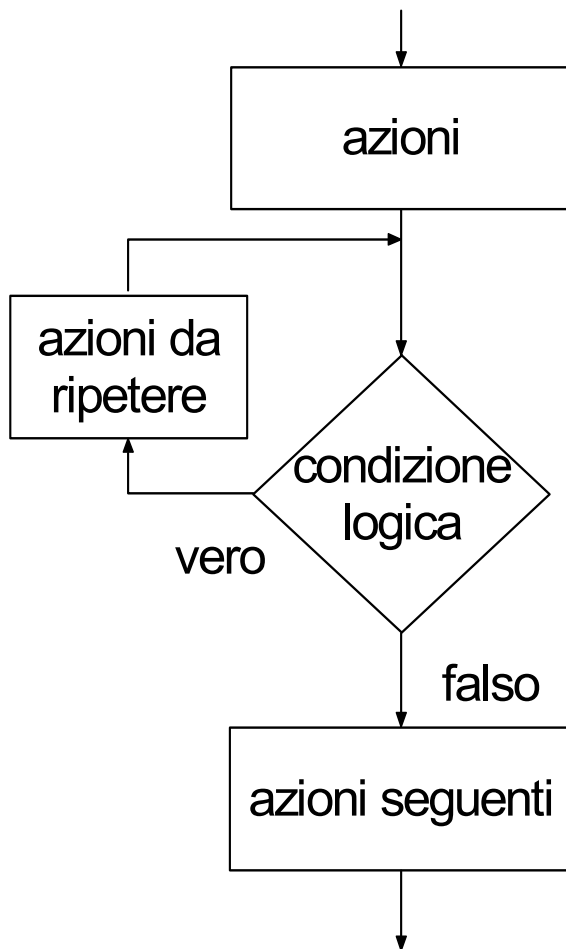 azioni
azioni da
ripetere
condizione
logica
vero
falso
azioni seguenti